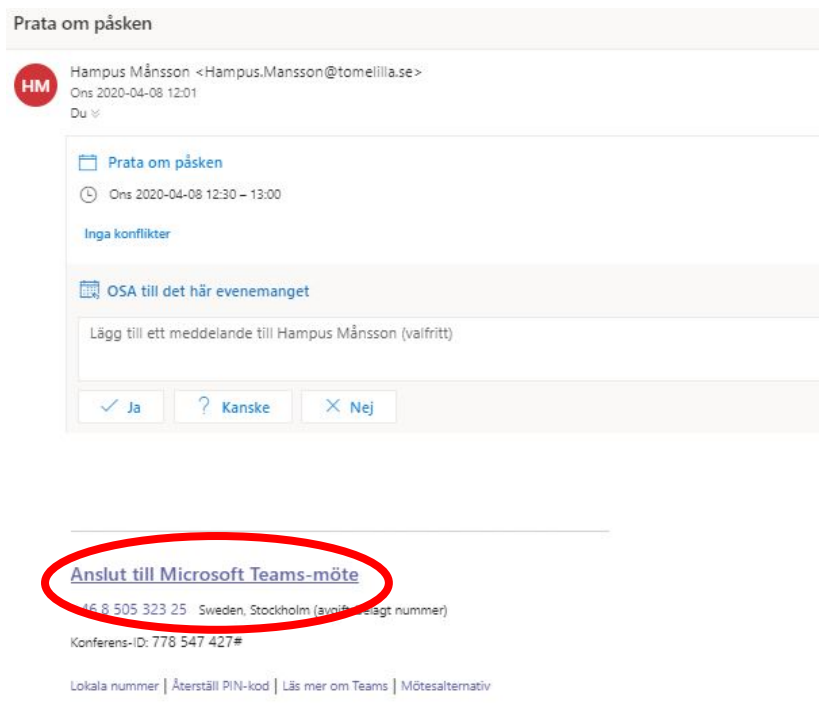 Prata om påsken
HM
Hampus Månsson <Hampus.Mansson@tomelilla.se>
Ons 2020-04-08 12:01
Du
Prata om påsken
Ons 2020-04-08 12:30 – 13:00
Inga konflikter
OSA till det här evenemanget
Lägg till ett meddelande till Hampus Månsson (valfritt)
Ja ? Kanske Nej
Anslut till Microsoft Teams-möte
46 8 505 323 25 Sweden, Stockholm (avgiftsbelagt nummer)
Konferens-ID: 778 547 427#
Lokala nummer | Återställ PIN-kod | Läs mer om Teams | Mötesalternativ